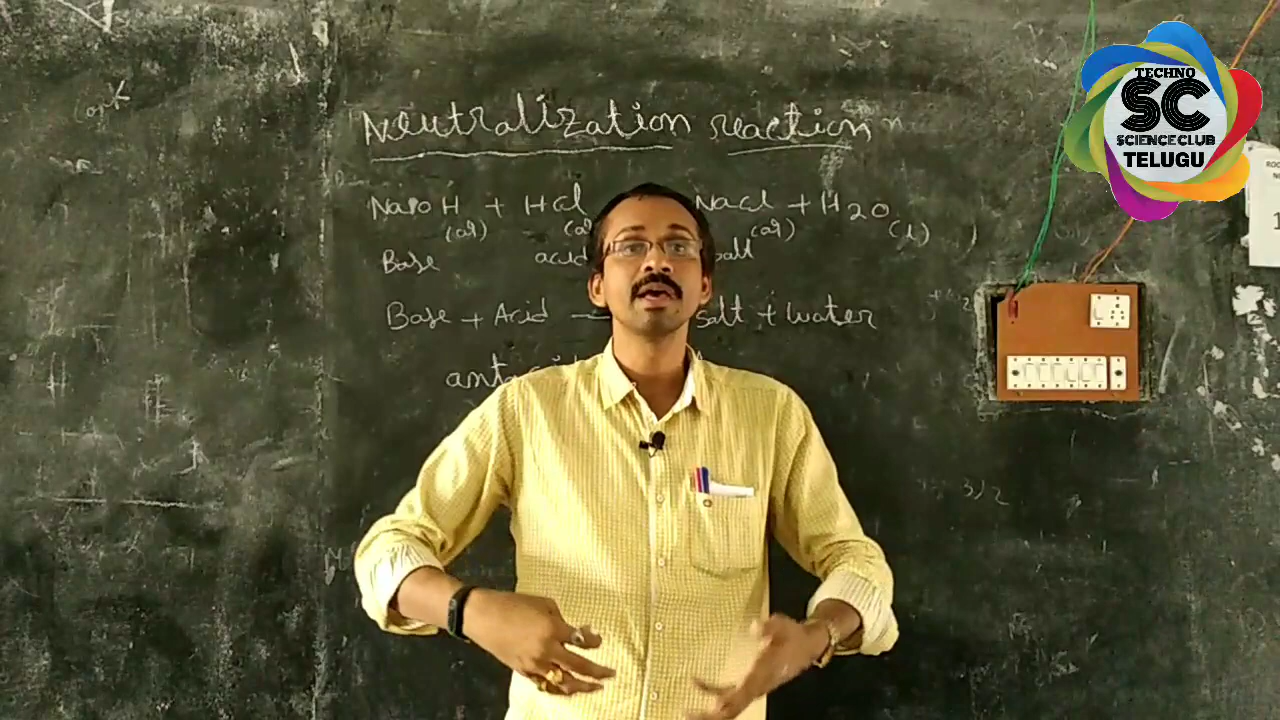 Neutralization reaction
NaOH + HCl NaCl + H2O
(aq) (aq) (l)
Base acid salt
Base + Acid → salt + water
TECHNO
SC
SCIENCE CLUB
TELUGU